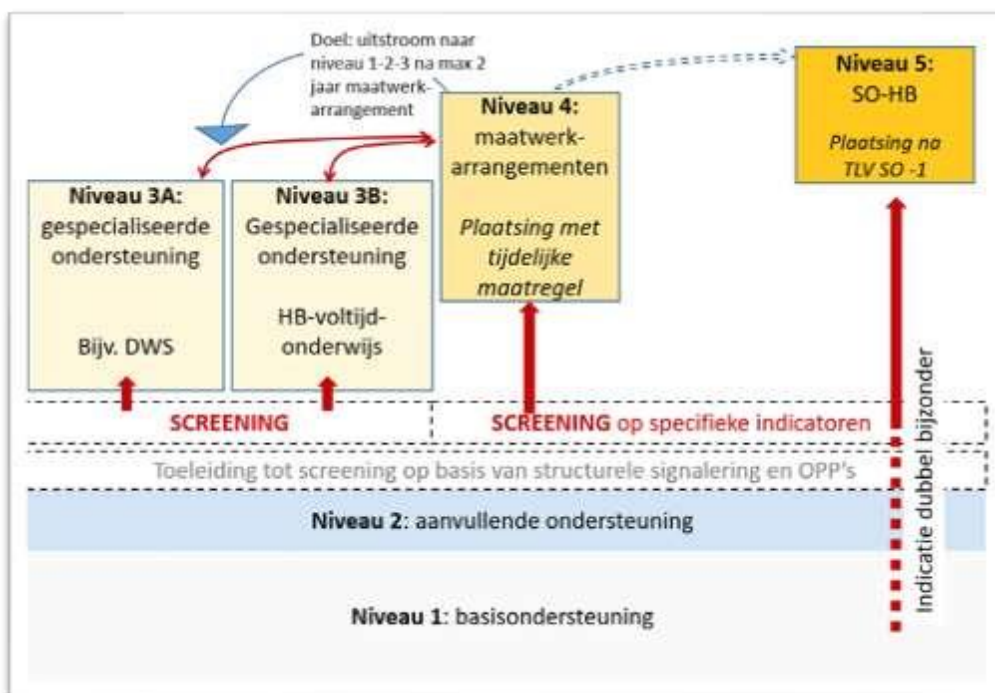 Doel: uitstroom naar
niveau 1-2-3 na max 2
jaar maatwerk-
arrangement
Niveau 5:
SO-HB
Plaatsing na
TLV SO -1
Niveau 4:
maatwerk-
arrangementen
Plaatsing met
tijdelijke
maatregel
Niveau 3A:
gespecialiseerde
ondersteuning
Bijv. DWS
Niveau 3B:
Gespecialiseerde
ondersteuning
HB-voltijd-
onderwijs
SCREENING
SCREENING op specifieke indicatoren
Toeleiding tot screening op basis van structurele signalering en OPP's
Niveau 2: aanvullende ondersteuning
Niveau 1: basisondersteuning
Indicatie dubbel bijzonder